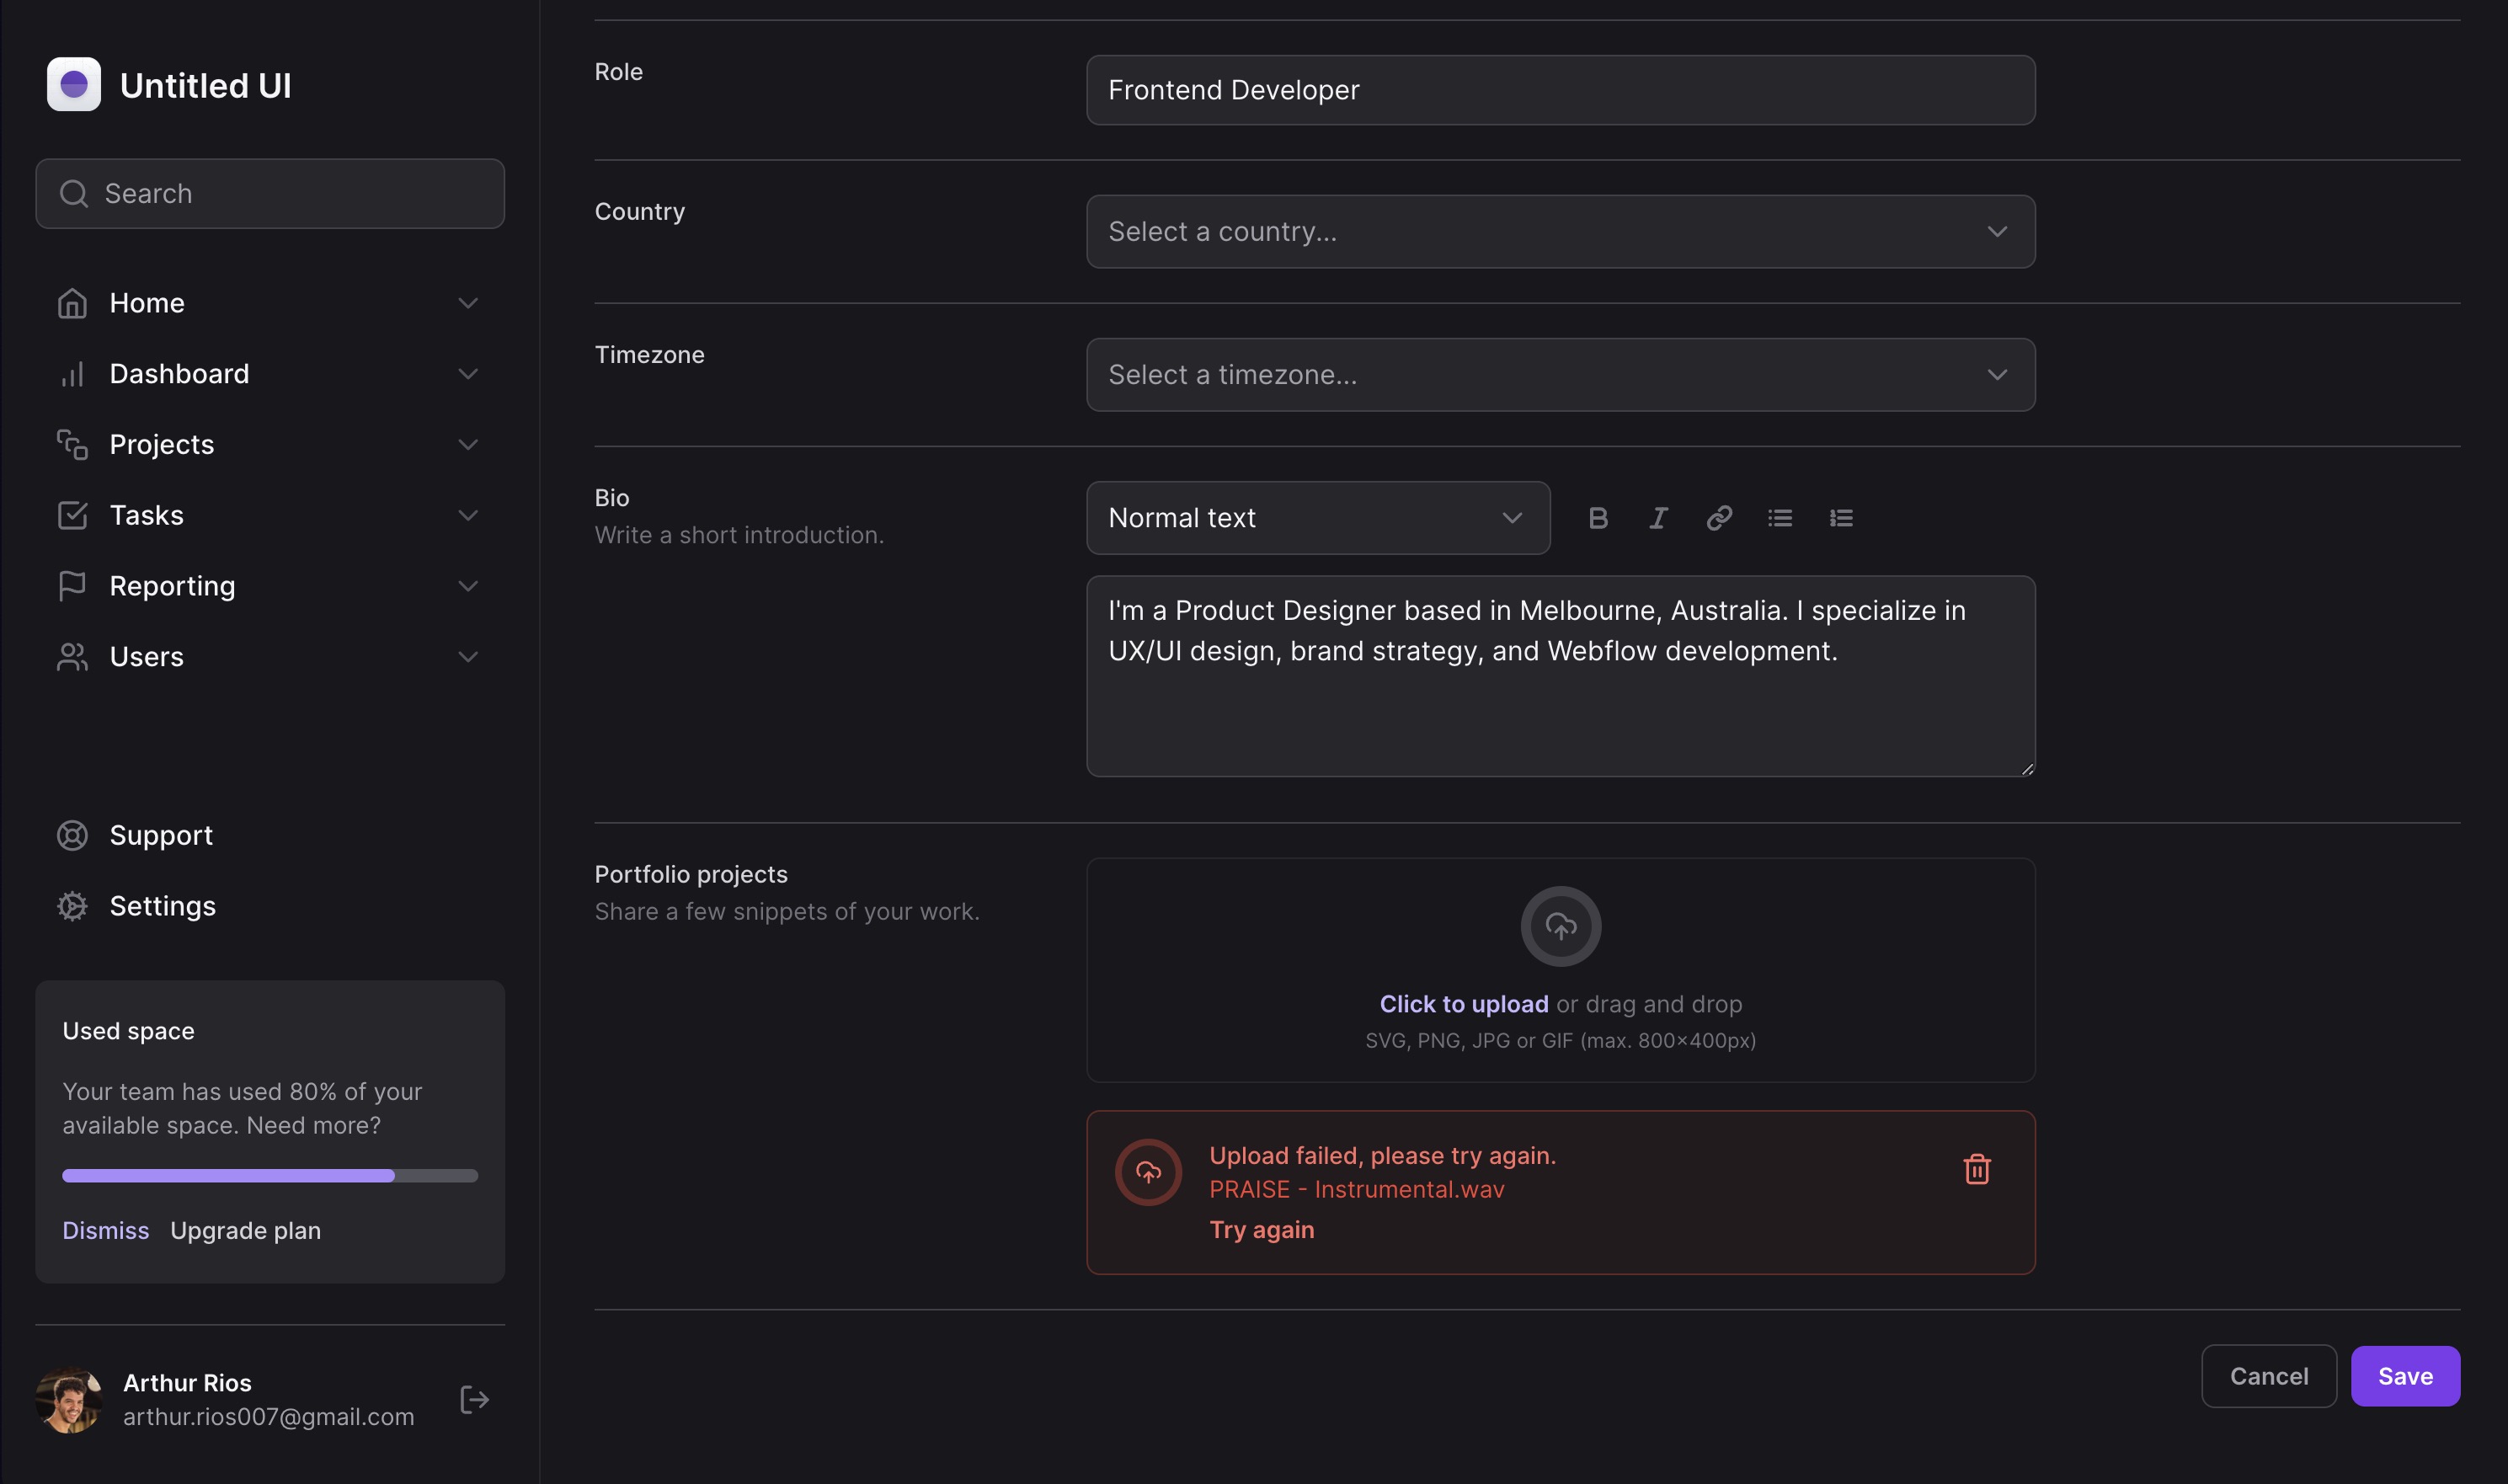 Untitled UI
Search
Home
Dashboard
Projects
Tasks
Reporting
Users
Support
Settings
Used space
Your team has used 80% of your
available space. Need more?
Dismiss Upgrade plan
Arthur Rios
arthur.rios007@gmail.com
Role
Frontend Developer
Country
Select a country...
Timezone
Select a timezone...
Bio
Write a short introduction.
Normal text
I'm a Product Designer based in Melbourne, Australia. I specialize in
UX/UI design, brand strategy, and Webflow development.
Portfolio projects
Share a few snippets of your work.
Click to upload or drag and drop
SVG, PNG, JPG or GIF (max. 800×400px)
Upload failed, please try again.
PRAISE - Instrumental.wav
Try again
Cancel Save